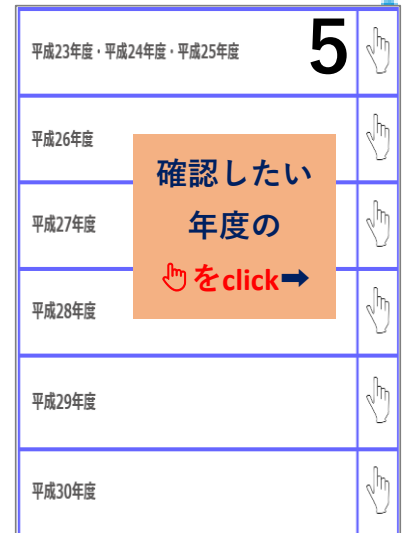 平成23年度・平成24年度・平成25年度
5
平成26年度
確認したい
年度の
をclick➡
平成27年度
平成28年度
平成29年度
平成30年度